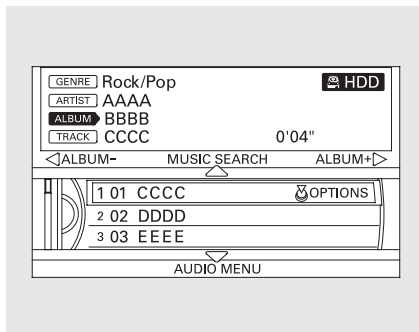 GENRE Rock/Pop HDD
ARTIST AAAA
ALBUM BBBB
TRACK CCCC 0'04"
ALBUM- MUSIC SEARCH ALBUM+
1 01 CCCC OPTIONS
2 02 DDDD
3 03 EEEE
AUDIO MENU